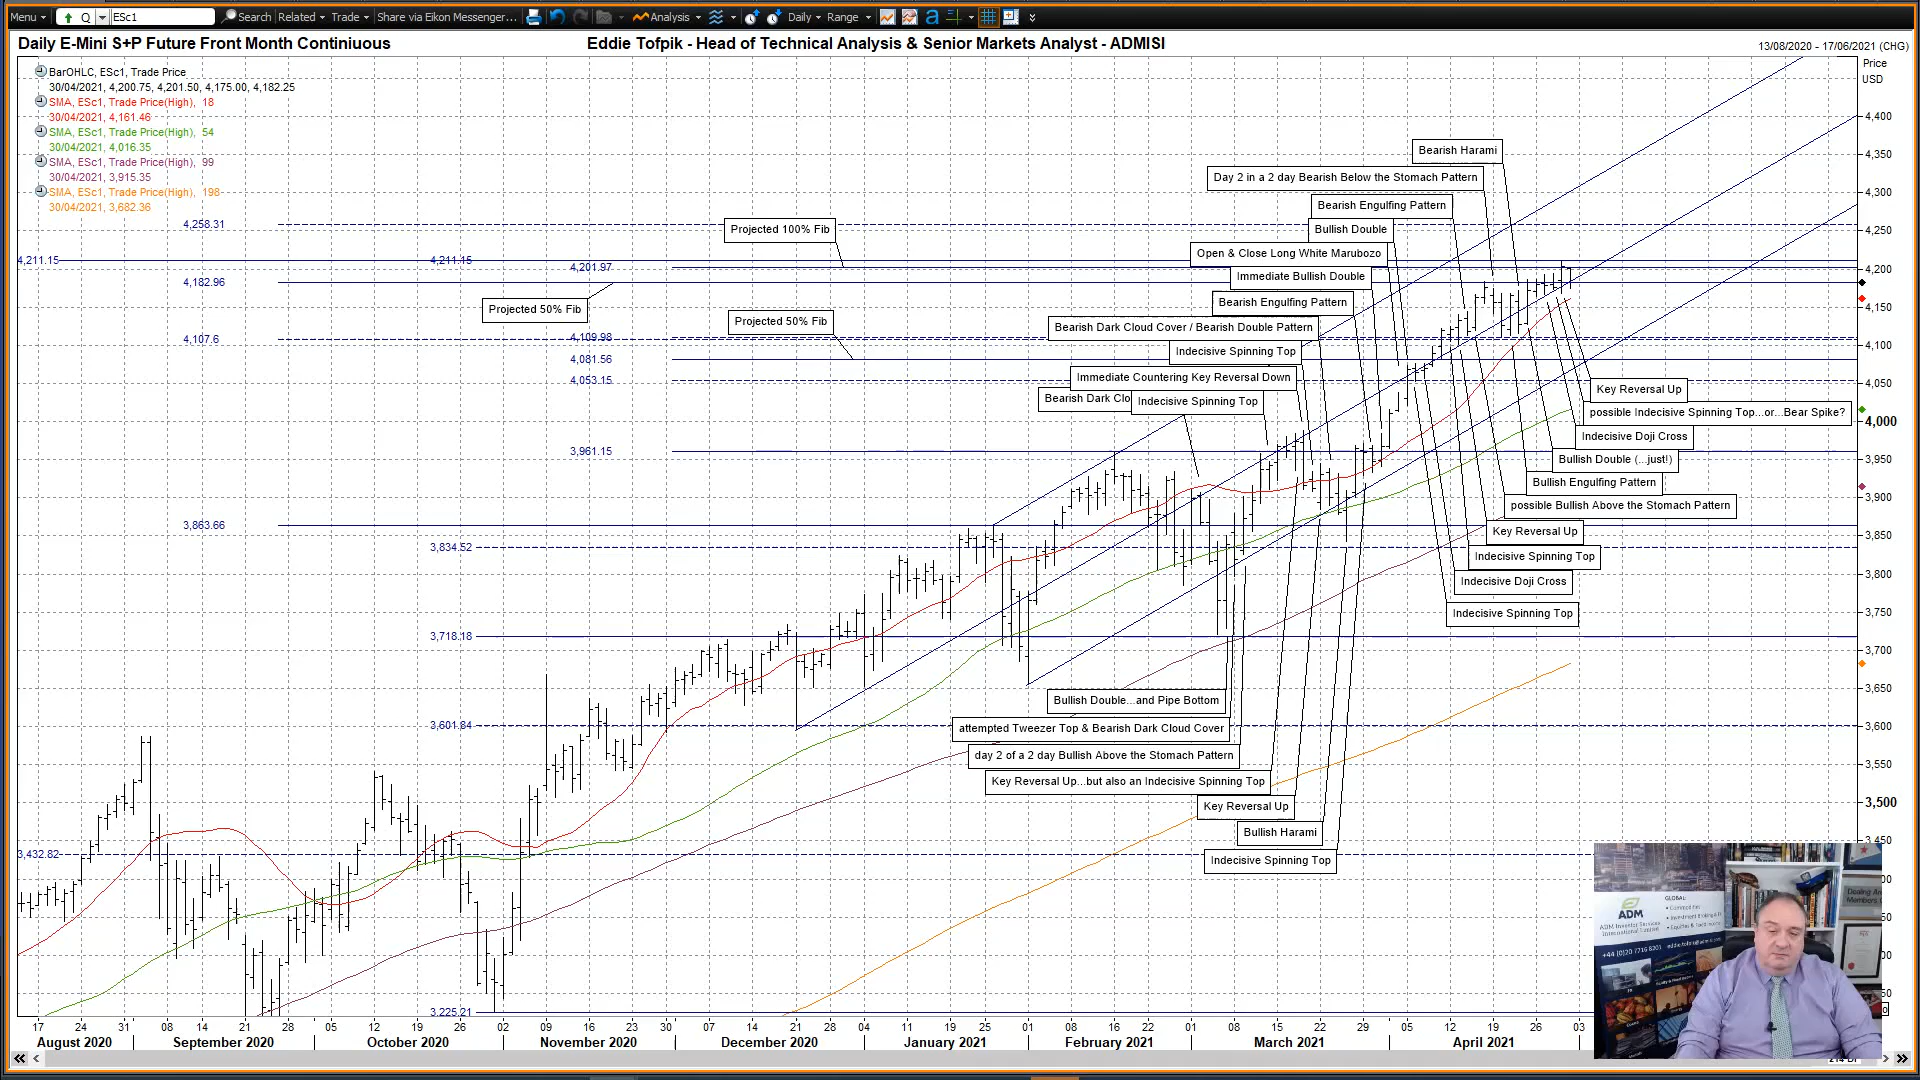 Menu Q ESc1 Search Related Trade Share via Eikon Messenger... Analysis Daily Range a
Daily E-Mini S+P Future Front Month Continiuous
Eddie Tofpik - Head of Technical Analysis & Senior Markets Analyst - ADMISI
13/08/2020 - 17/06/2021 (CHG)
Price
USD
BarOHLC, ESc1, Trade Price
30/04/2021, 4,200.75, 4,201.50, 4,175.00, 4,182.25
SMA, ESc1, Trade Price(High), 18
30/04/2021, 4,161.46
SMA, ESc1, Trade Price(High), 54
30/04/2021, 4,016.35
SMA, ESc1, Trade Price(High), 99
30/04/2021, 3,915.35
SMA, ESc1, Trade Price(High), 198
30/04/2021, 3,682.36
4,400
4,350
4,300
4,250
4,200
4,150
4,100
4,050
4,000
3,950
3,900
3,850
3,800
3,750
3,700
3,650
3,600
3,550
3,500
4,258.31
4,211.15
4,211.15
4,201.97
4,182.96
4,107.6
4,109.98
4,081.56
4,053.15
3,961.15
3,863.66
3,834.52
3,718.18
3,601.84
3,432.82
3,225.21
Bearish Harami
Day 2 in a 2 day Bearish Below the Stomach Pattern
Bearish Engulfing Pattern
Projected 100% Fib
Bullish Double
Open & Close Long White Marubozo
Immediate Bullish Double
Bearish Engulfing Pattern
Projected 50% Fib
Projected 50% Fib
Bearish Dark Cloud Cover / Bearish Double Pattern
Indecisive Spinning Top
Immediate Countering Key Reversal Down
Bearish Dark Clo
Indecisive Spinning Top
Key Reversal Up
possible Indecisive Spinning Top...or...Bear Spike?
Indecisive Doji Cross
Bullish Double (...just!)
Bullish Engulfing Pattern
possible Bullish Above the Stomach Pattern
Key Reversal Up
Indecisive Spinning Top
Indecisive Doji Cross
Indecisive Spinning Top
Bullish Double...and Pipe Bottom
attempted Tweezer Top & Bearish Dark Cloud Cover
day 2 of a 2 day Bullish Above the Stomach Pattern
Key Reversal Up...but also an Indecisive Spinning Top
Key Reversal Up
Bullish Harami
Indecisive Spinning Top
ADM
GLOBAL:
17 24 31 08 14 21 28 05 12 19 26 02 09 16 23 30 07 14 21 28 04 11 19 25 01 08 16 22 01 08 15 22 29 05 12 19 26 03
August 2020 September 2020 October 2020 November 2020 December 2020 January 2021 February 2021 March 2021 April 2021